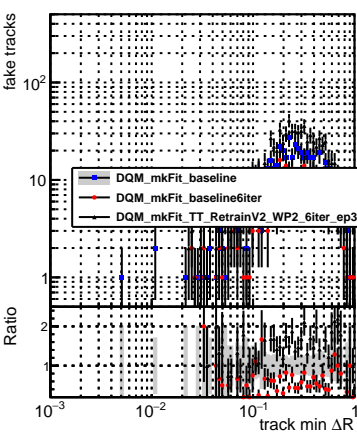 fake tracks
10²
10
1
DQM_mkFit_baseline
DQM_mkFit_baseline6iter
DQM_mkFit_TT_RetrainV2_WP2_6iter_ep3
Ratio
2
1
10⁻³ 10⁻² 10⁻¹ 1
track min ΔR